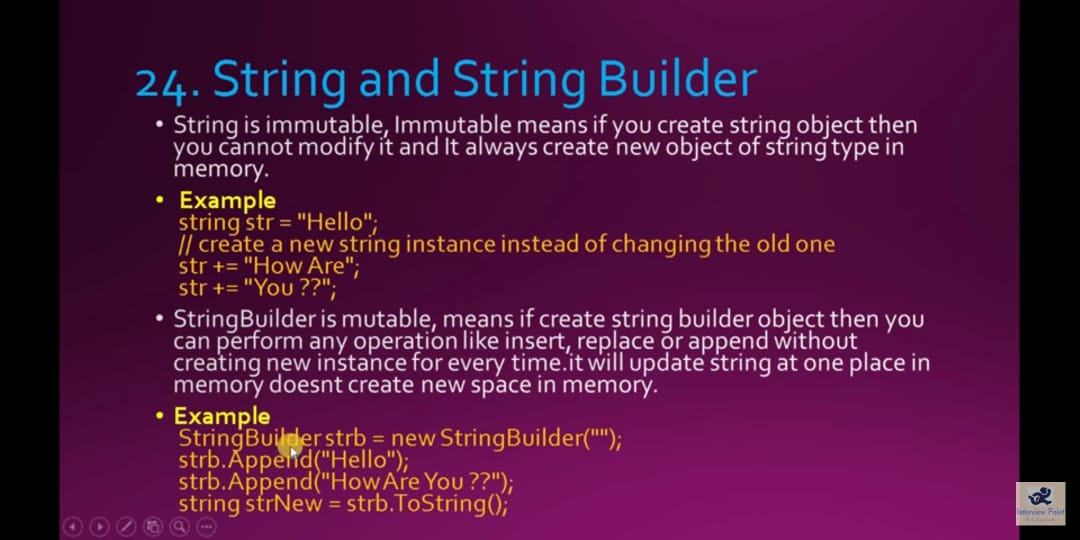 24. String and String Builder
• String is immutable, Immutable means if you create string object then
you cannot modify it and It always create new object of string type in
memory.
• Example
string str = "Hello";
// create a new string instance instead of changing the old one
str += "How Are";
str += "You ??";
• StringBuilder is mutable, means if create string builder object then you
can perform any operation like insert, replace or append without
creating new instance for every time.it will update string at one place in
memory doesnt create new space in memory.
• Example
StringBuilder strb = new StringBuilder("");
strb.Append("Hello");
strb.Append("How Are You ??");
string strNew = strb.ToString();
Interview Point